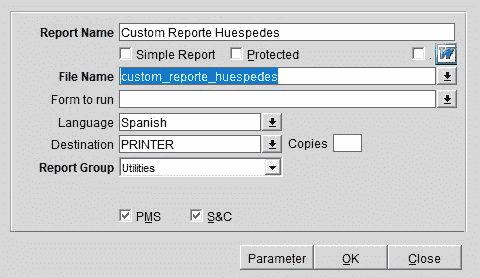 Report Name Custom Reporte Huespedes
Simple Report Protected .
File Name custom_reporte_huespedes
Form to run
Language Spanish
Destination PRINTER Copies
Report Group Utilities
PMS S&C
Parameter OK Close